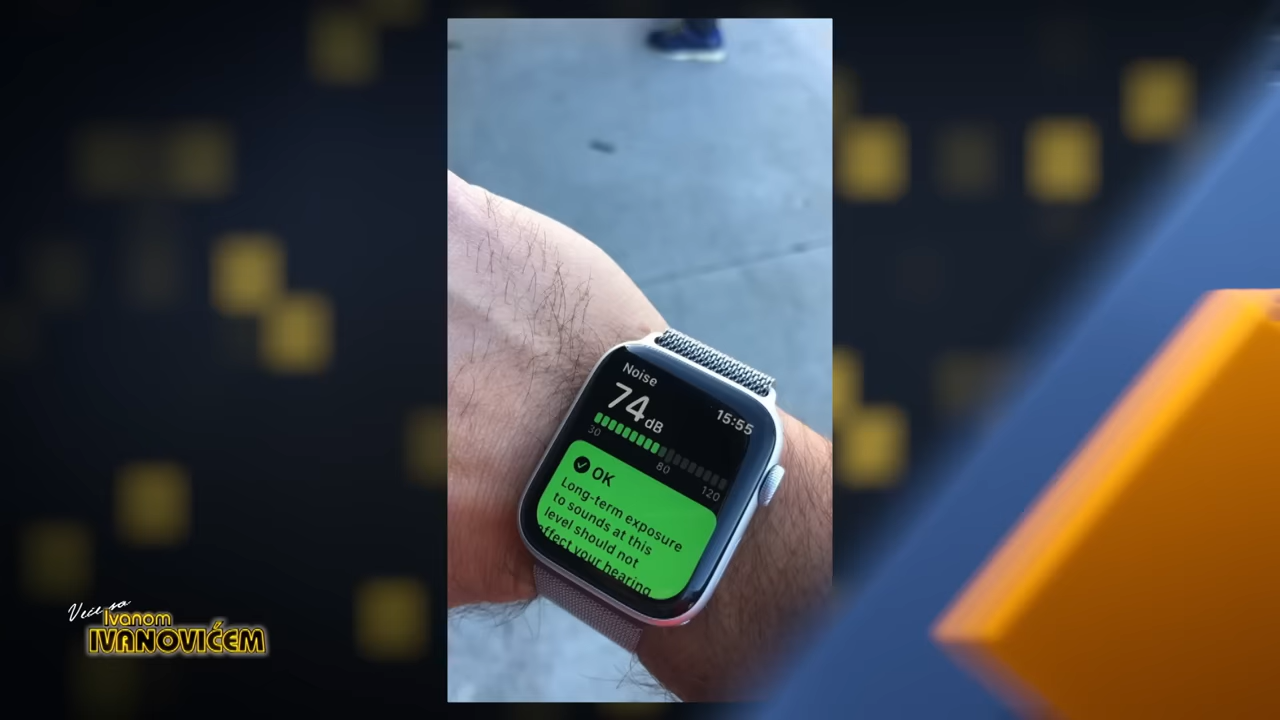 Noise
15:55
74 dB
30
80
120
OK
Long-term exposure
to sounds at this
level should not
affect your hearing
Veče sa
Ivanom
IVANOVIĆEM